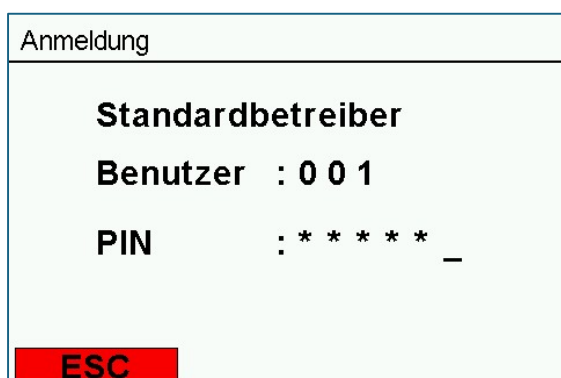 Anmeldung
Standardbetreiber
Benutzer : 0 0 1
PIN : * * * * * _
ESC